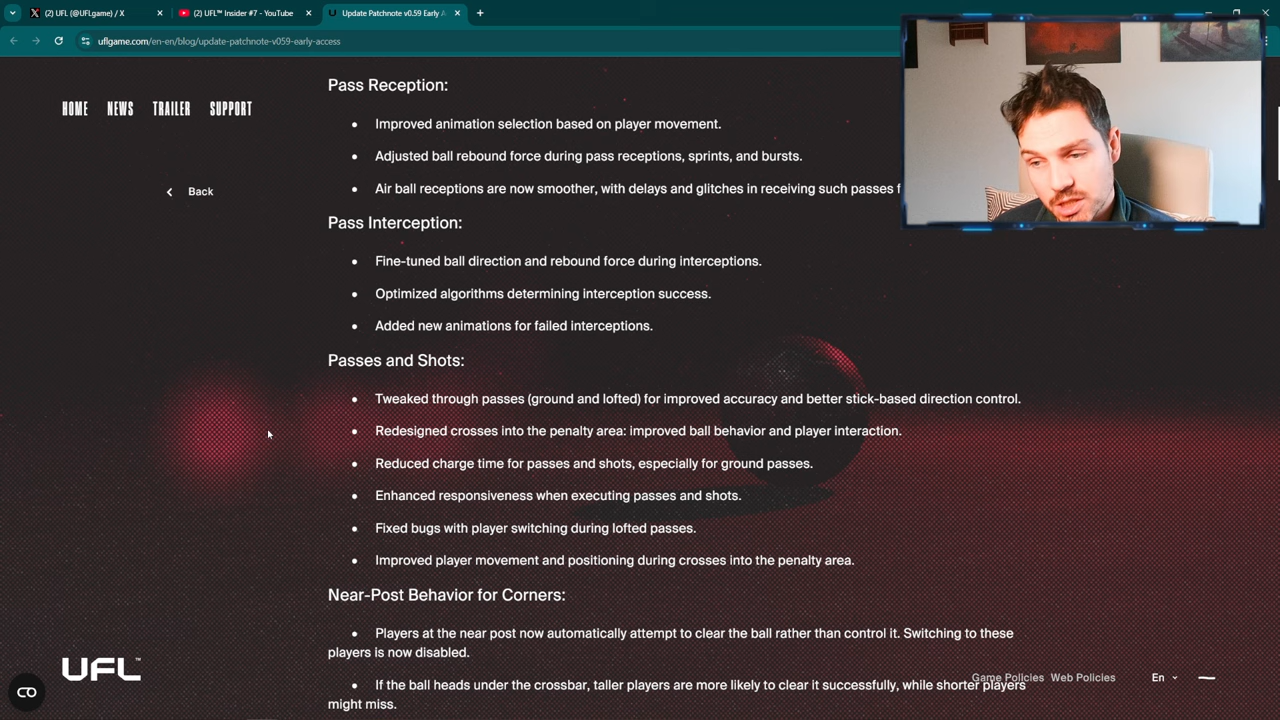 (2) UFL (@UFLgame) / X
(2) UFL™ Insider #7 - YouTube
Update Patchnote v0.59 Early A
uflgame.com/en-en/blog/update-patchnote-v059-early-access
HOME NEWS TRAILER SUPPORT
Back
Pass Reception:
Improved animation selection based on player movement.
Adjusted ball rebound force during pass receptions, sprints, and bursts.
Air ball receptions are now smoother, with delays and glitches in receiving such passes
Pass Interception:
Fine-tuned ball direction and rebound force during interceptions.
Optimized algorithms determining interception success.
Added new animations for failed interceptions.
Passes and Shots:
Tweaked through passes (ground and lofted) for improved accuracy and better stick-based direction control.
Redesigned crosses into the penalty area: improved ball behavior and player interaction.
Reduced charge time for passes and shots, especially for ground passes.
Enhanced responsiveness when executing passes and shots.
Fixed bugs with player switching during lofted passes.
Improved player movement and positioning during crosses into the penalty area.
Near-Post Behavior for Corners:
Players at the near post now automatically attempt to clear the ball rather than control it. Switching to these
players is now disabled.
If the ball heads under the crossbar, taller players are more likely to clear it successfully, while shorter players
might miss.
UFL™
Game Policies Web Policies
En